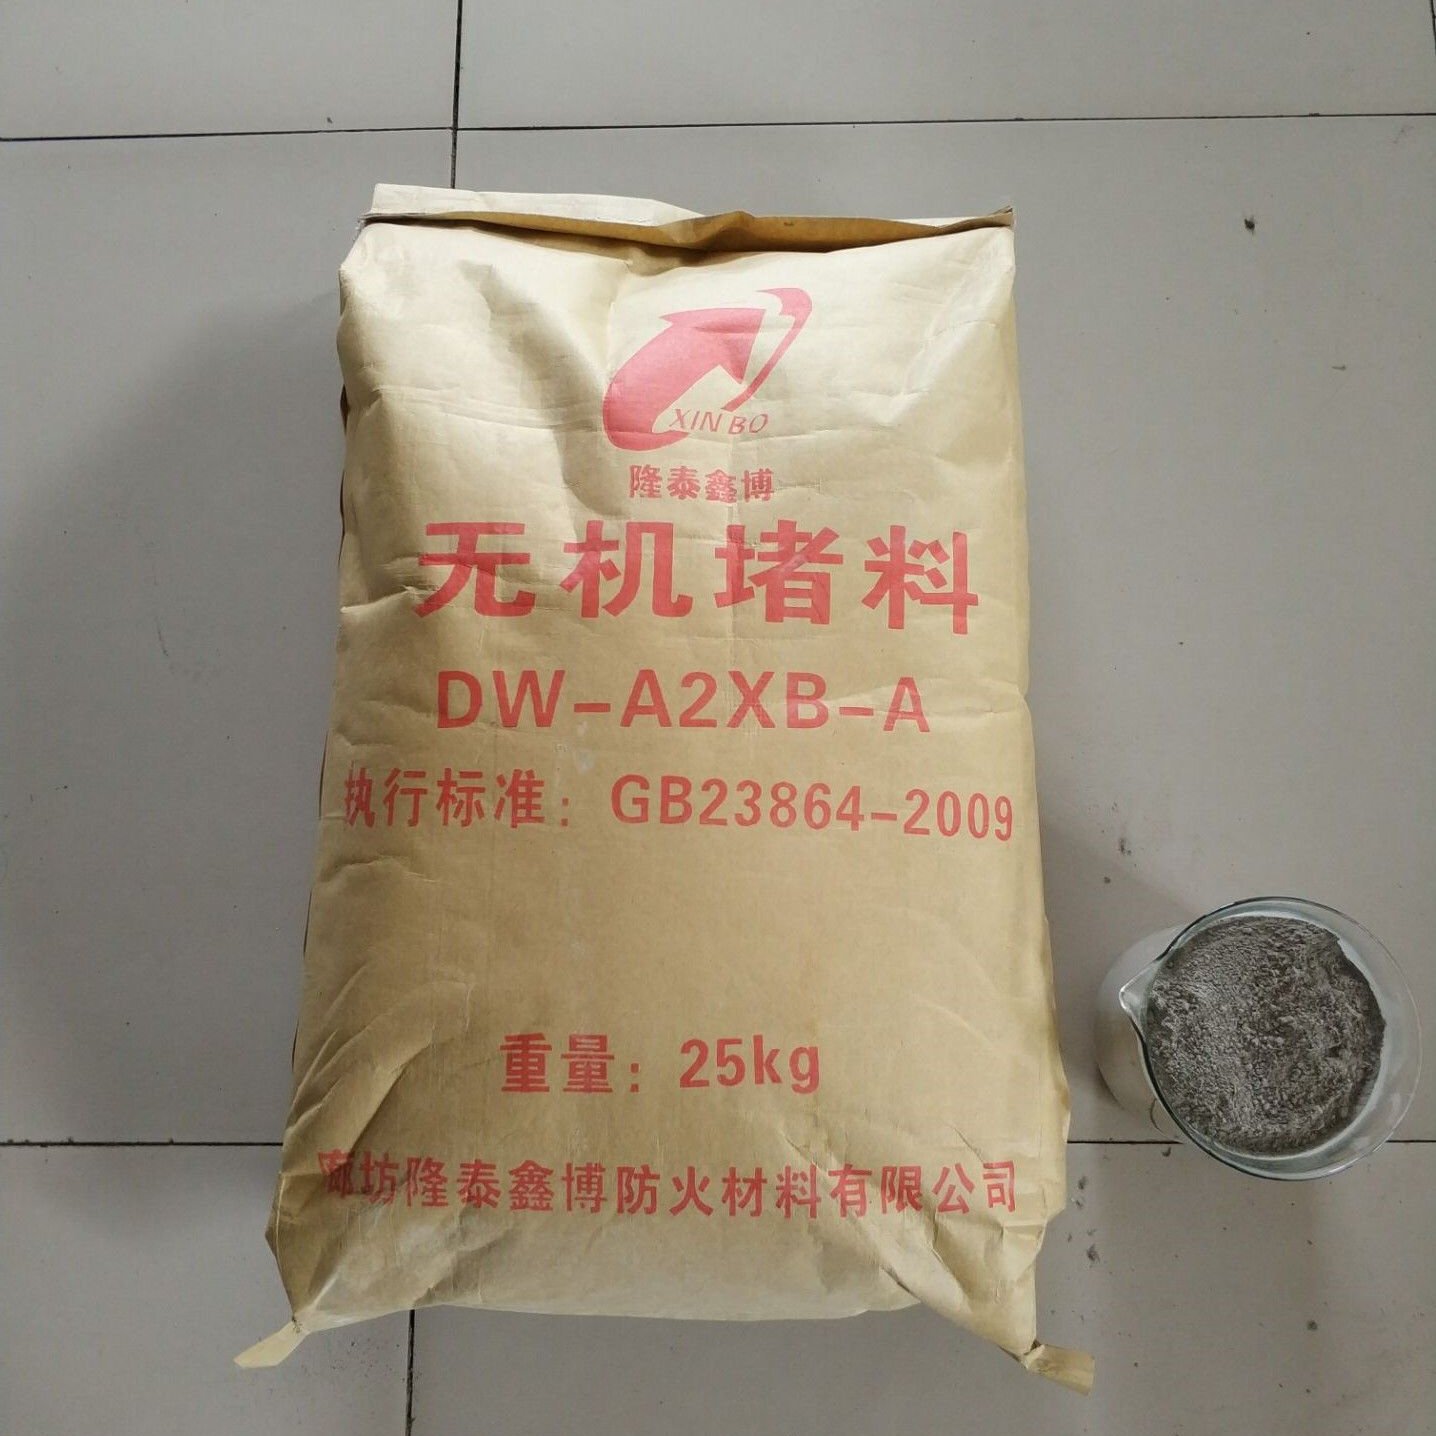 XIN BO
隆泰鑫博
无机堵料
DW-A2XB-A
执行标准：GB23864-2009
重量：25kg
廊坊隆泰鑫博防火材料有限公司